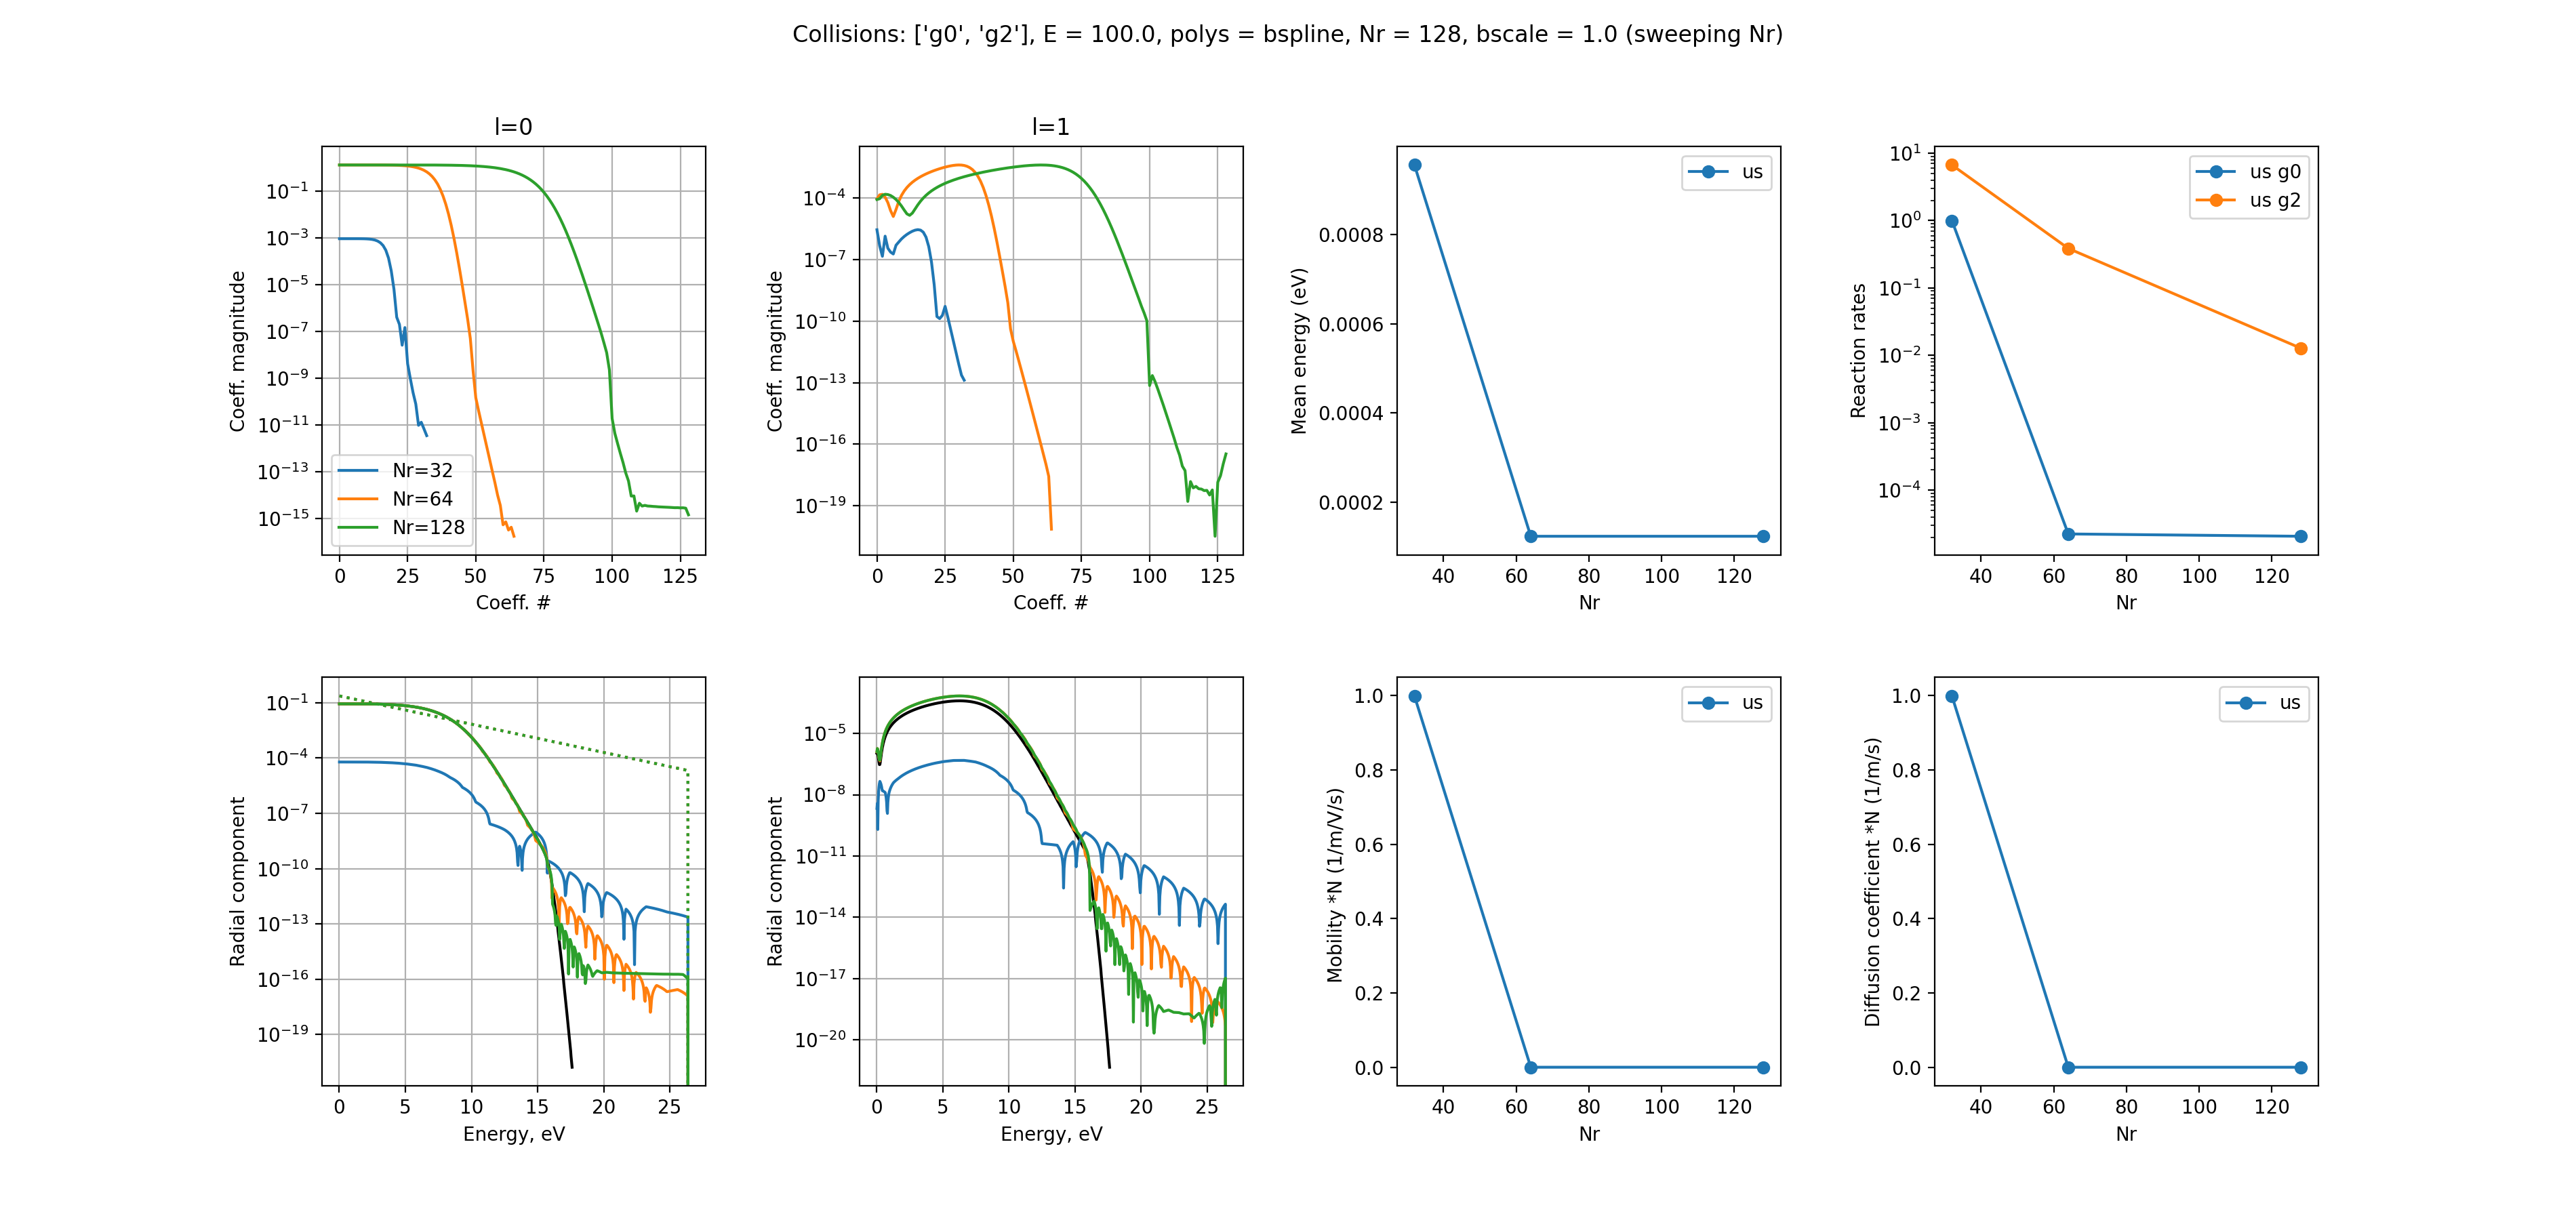 Collisions: ['g0', 'g2'], E = 100.0, polys = bspline, Nr = 128, bscale = 1.0 (sweeping Nr)
l=0
Coeff. magnitude
10⁻¹
10⁻³
10⁻⁵
10⁻⁷
10⁻⁹
10⁻¹¹
10⁻¹³
10⁻¹⁵
Nr=32
Nr=64
Nr=128
0 25 50 75 100 125
Coeff. #
l=1
Coeff. magnitude
10⁻⁴
10⁻⁷
10⁻¹⁰
10⁻¹³
10⁻¹⁶
10⁻¹⁹
0 25 50 75 100 125
Coeff. #
Mean energy (eV)
0.0008
0.0006
0.0004
0.0002
us
40 60 80 100 120
Nr
Reaction rates
10¹
10⁰
10⁻¹
10⁻²
10⁻³
10⁻⁴
us g0
us g2
40 60 80 100 120
Nr
Radial component
10⁻¹
10⁻⁴
10⁻⁷
10⁻¹⁰
10⁻¹³
10⁻¹⁶
10⁻¹⁹
0 5 10 15 20 25
Energy, eV
Radial component
10⁻⁵
10⁻⁸
10⁻¹¹
10⁻¹⁴
10⁻¹⁷
10⁻²⁰
0 5 10 15 20 25
Energy, eV
Mobility *N (1/m/V/s)
1.0
0.8
0.6
0.4
0.2
0.0
us
40 60 80 100 120
Nr
Diffusion coefficient *N (1/m/s)
1.0
0.8
0.6
0.4
0.2
0.0
us
40 60 80 100 120
Nr